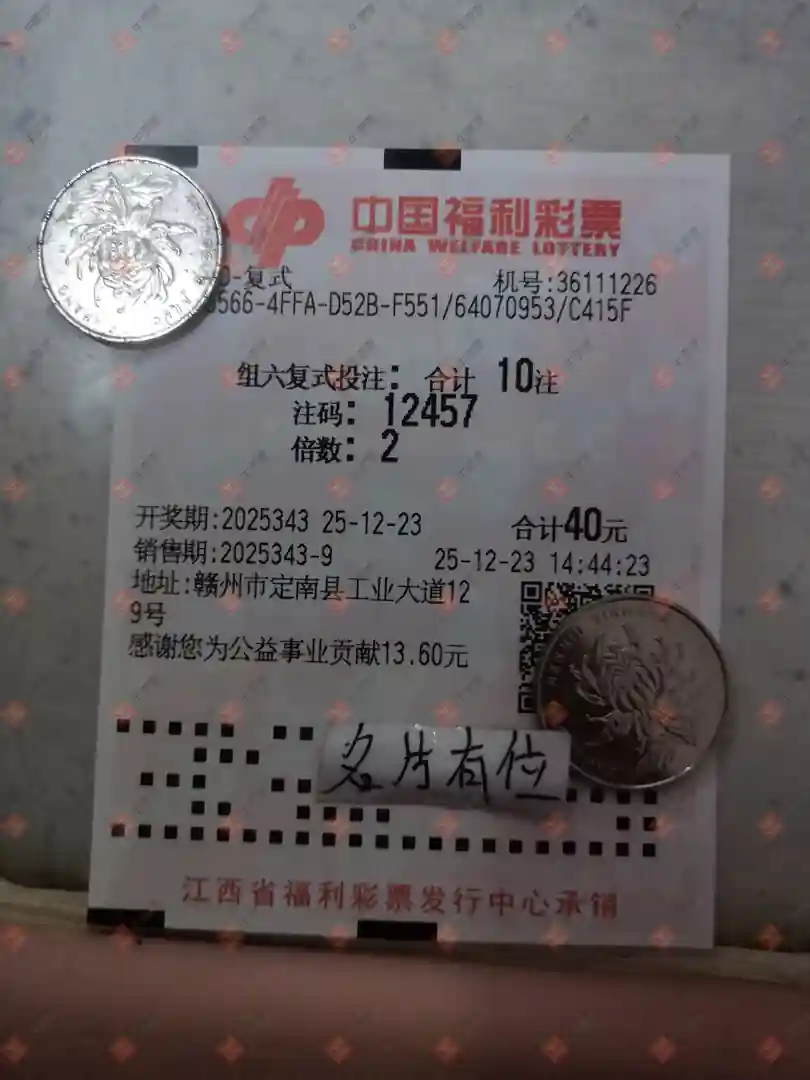 中国福利彩票
CHINA WELFARE LOTTERY
D-复式 机号:36111226
566-4FFA-D52B-F551/64070953/C415F
组六复式投注: 合计 10注
注码: 12457
倍数: 2
开奖期:2025343 25-12-23 合计40元
销售期:2025343-9 25-12-23 14:44:23
地址:赣州市定南县工业大道12
9号
感谢您为公益事业贡献13.60元
名片有位
江西省福利彩票发行中心承销